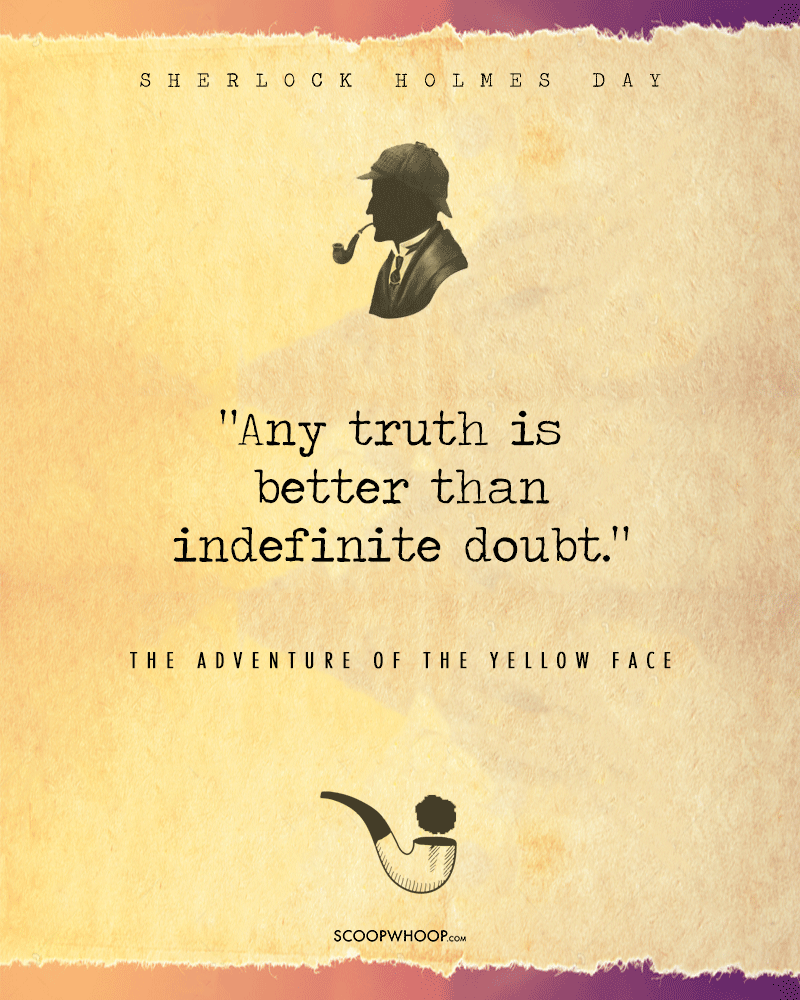 SHERLOCK HOLMES DAY
"Any truth is
better than
indefinite doubt."
THE ADVENTURE OF THE YELLOW FACE
SCOOPWHOOP.COM